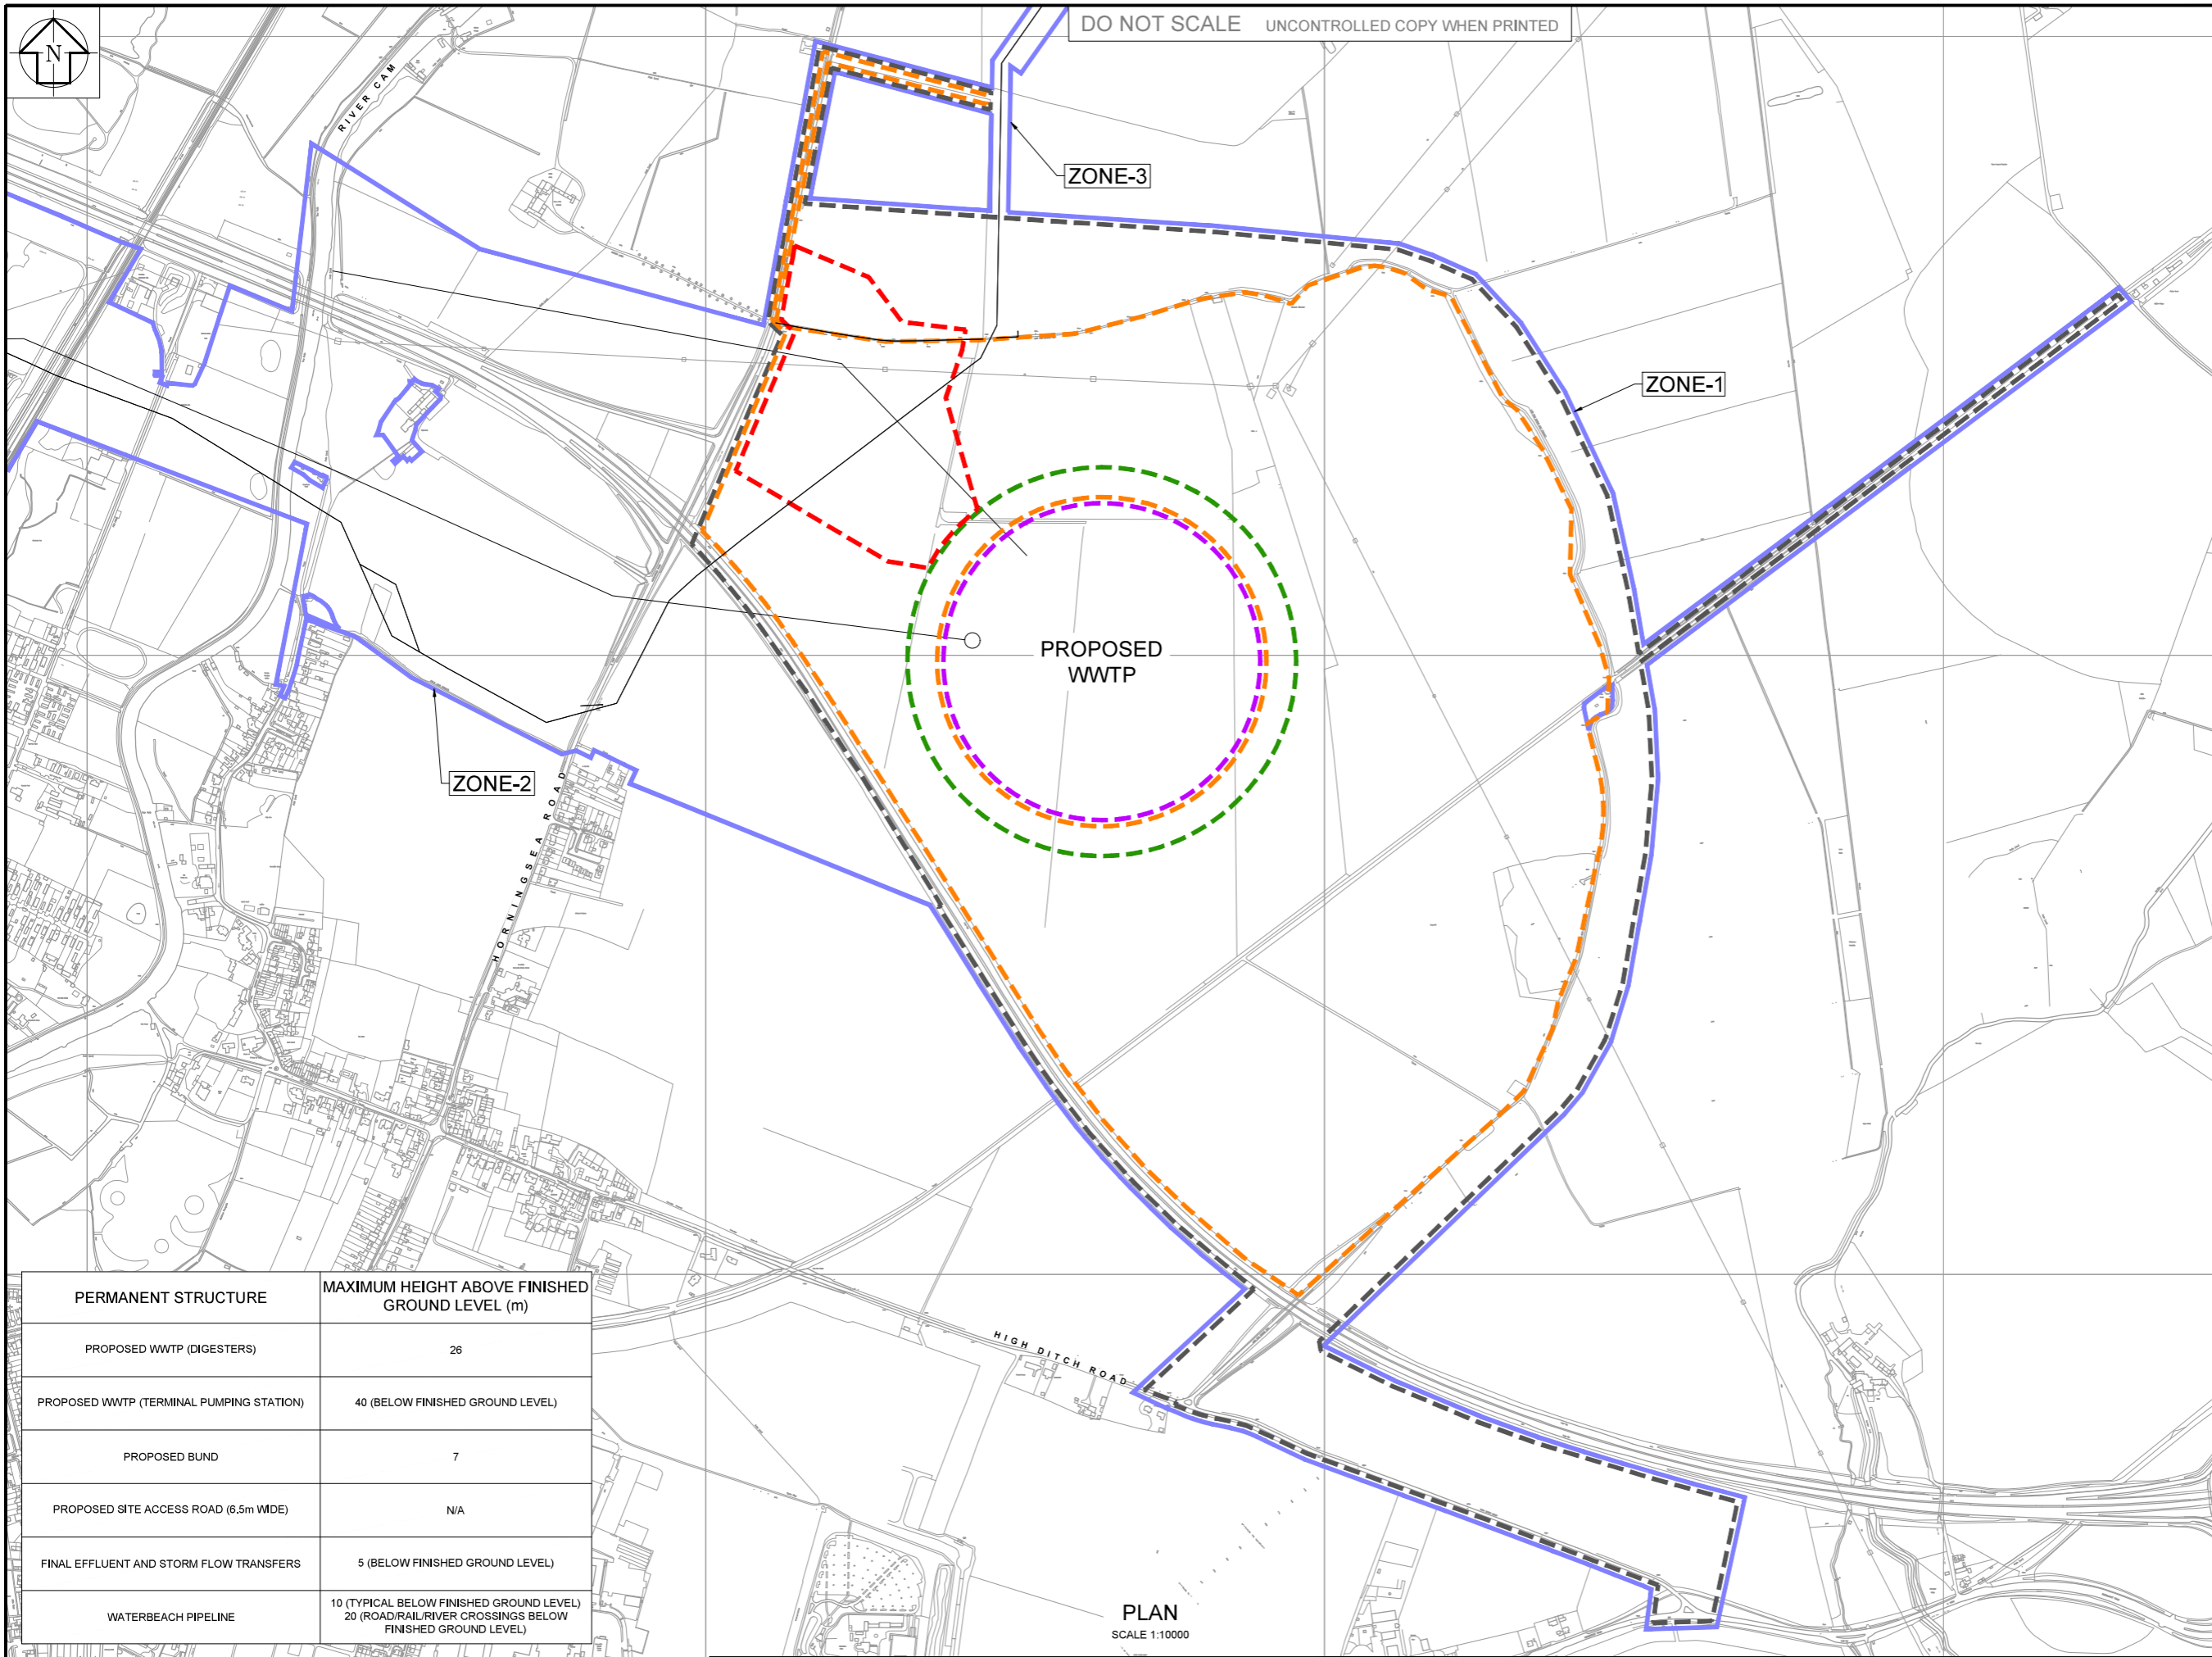 N
DO NOT SCALE UNCONTROLLED COPY WHEN PRINTED
RIVER CAM
ZONE-3
ZONE-1
PROPOSED
WWTP
ZONE-2
HORNINGSEA ROAD
HIGH DITCH ROAD
PERMANENT STRUCTURE
MAXIMUM HEIGHT ABOVE FINISHED
GROUND LEVEL (m)
PROPOSED WWTP (DIGESTERS)
26
PROPOSED WWTP (TERMINAL PUMPING STATION)
40 (BELOW FINISHED GROUND LEVEL)
PROPOSED BUND
7
PROPOSED SITE ACCESS ROAD (6.5m WIDE)
N/A
FINAL EFFLUENT AND STORM FLOW TRANSFERS
5 (BELOW FINISHED GROUND LEVEL)
WATERBEACH PIPELINE
10 (TYPICAL BELOW FINISHED GROUND LEVEL)
20 (ROAD/RAIL/RIVER CROSSINGS BELOW
FINISHED GROUND LEVEL)
PLAN
SCALE 1:10000